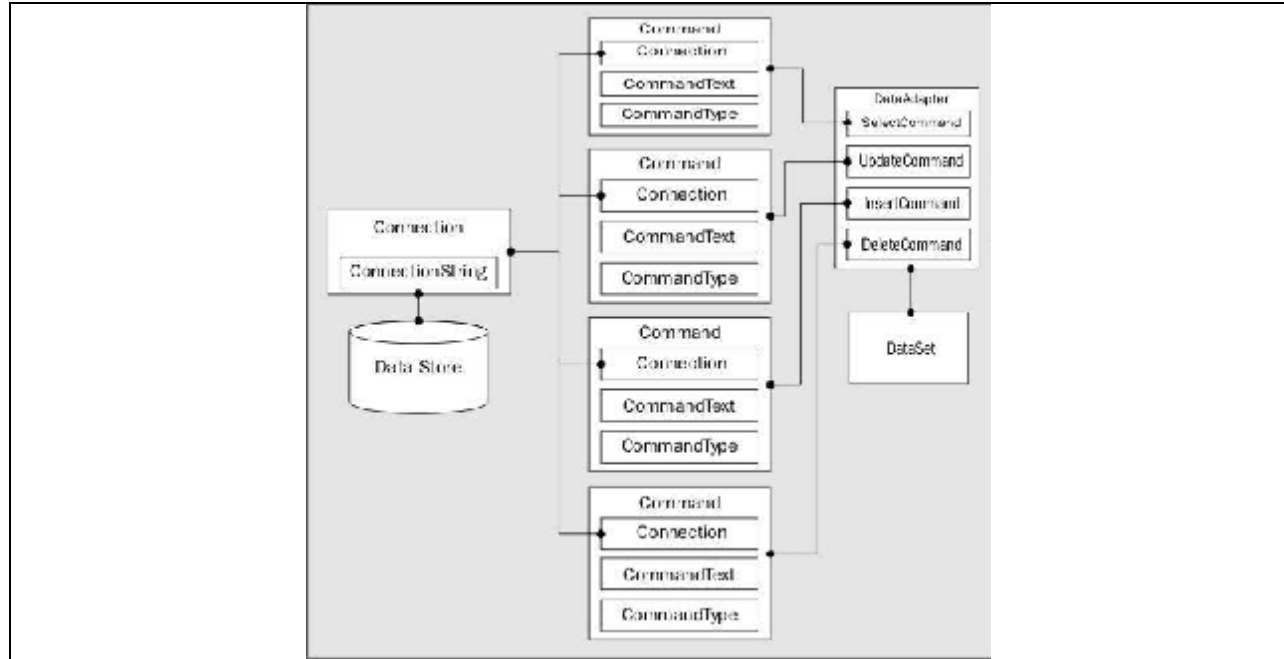 Connection
ConnectionString
Data Store
Command
Connection
CommandText
CommandType
Command
Connection
CommandText
CommandType
Command
Connection
CommandText
CommandType
Command
Connection
CommandText
CommandType
DataAdapter
SelectCommand
UpdateCommand
InsertCommand
DeleteCommand
DataSet